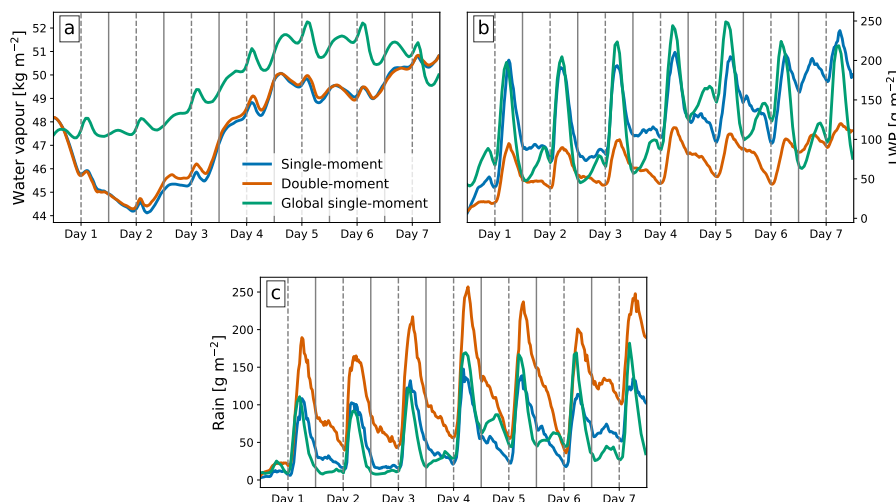 a
Water vapour [kg m−2]
52
51
50
49
48
47
46
45
44
Single-moment
Double-moment
Global single-moment
Day 1 Day 2 Day 3 Day 4 Day 5 Day 6 Day 7
b
250
200
150
100
50
0
LWP [g m−2]
Day 1 Day 2 Day 3 Day 4 Day 5 Day 6 Day 7
c
Rain [g m−2]
250
200
150
100
50
0
Day 1 Day 2 Day 3 Day 4 Day 5 Day 6 Day 7